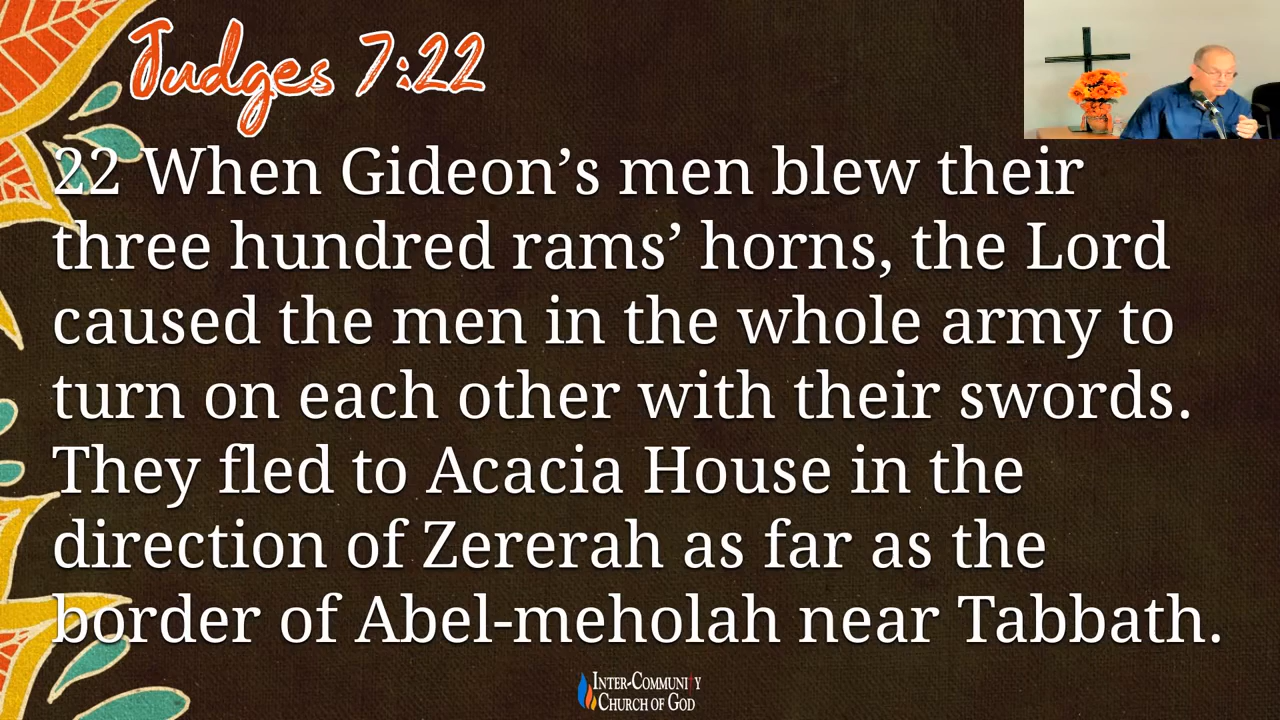 Judges 7:22
22 When Gideon’s men blew their
three hundred rams’ horns, the Lord
caused the men in the whole army to
turn on each other with their swords.
They fled to Acacia House in the
direction of Zererah as far as the
border of Abel-meholah near Tabbath.
Inter-Community
Church of God